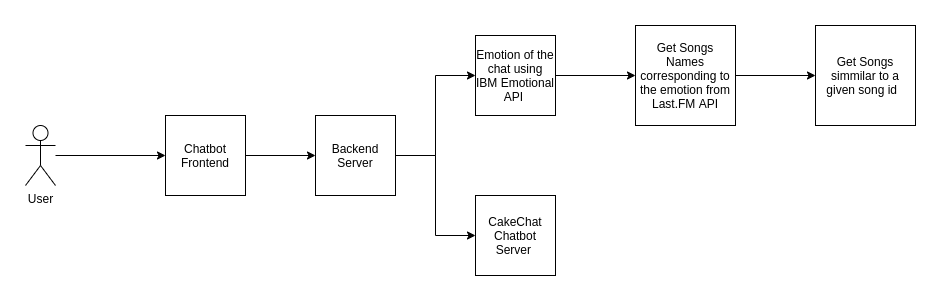 User
Chatbot
Frontend
Backend
Server
Emotion of the
chat using
IBM Emotional
API
Get Songs
Names
corresponding to
the emotion from
Last.FM API
Get Songs
simmilar to a
given song id
CakeChat
Chatbot
Server